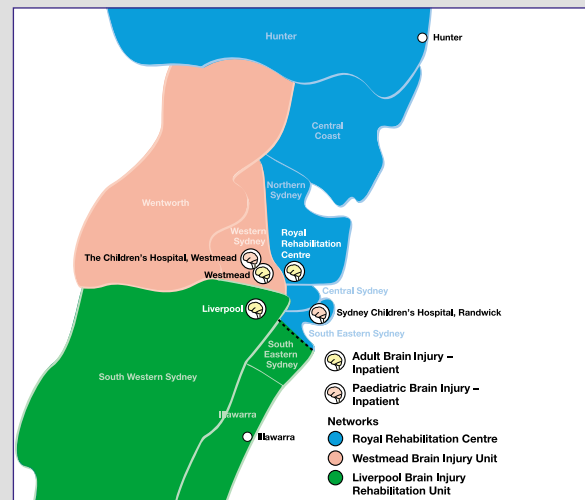 Hunter
Hunter
Central
Coast
Northern
Sydney
Wentworth
Western
Sydney
Royal
Rehabilitation
Centre
The Children's Hospital, Westmead
Westmead
Central Sydney
Liverpool
Sydney Children's Hospital, Randwick
South Eastern Sydney
South
Eastern
Sydney
Adult Brain Injury –
Inpatient
South Western Sydney
Paediatric Brain Injury –
Inpatient
Illawarra
Illawarra
Networks
Royal Rehabilitation Centre
Westmead Brain Injury Unit
Liverpool Brain Injury
Rehabilitation Unit